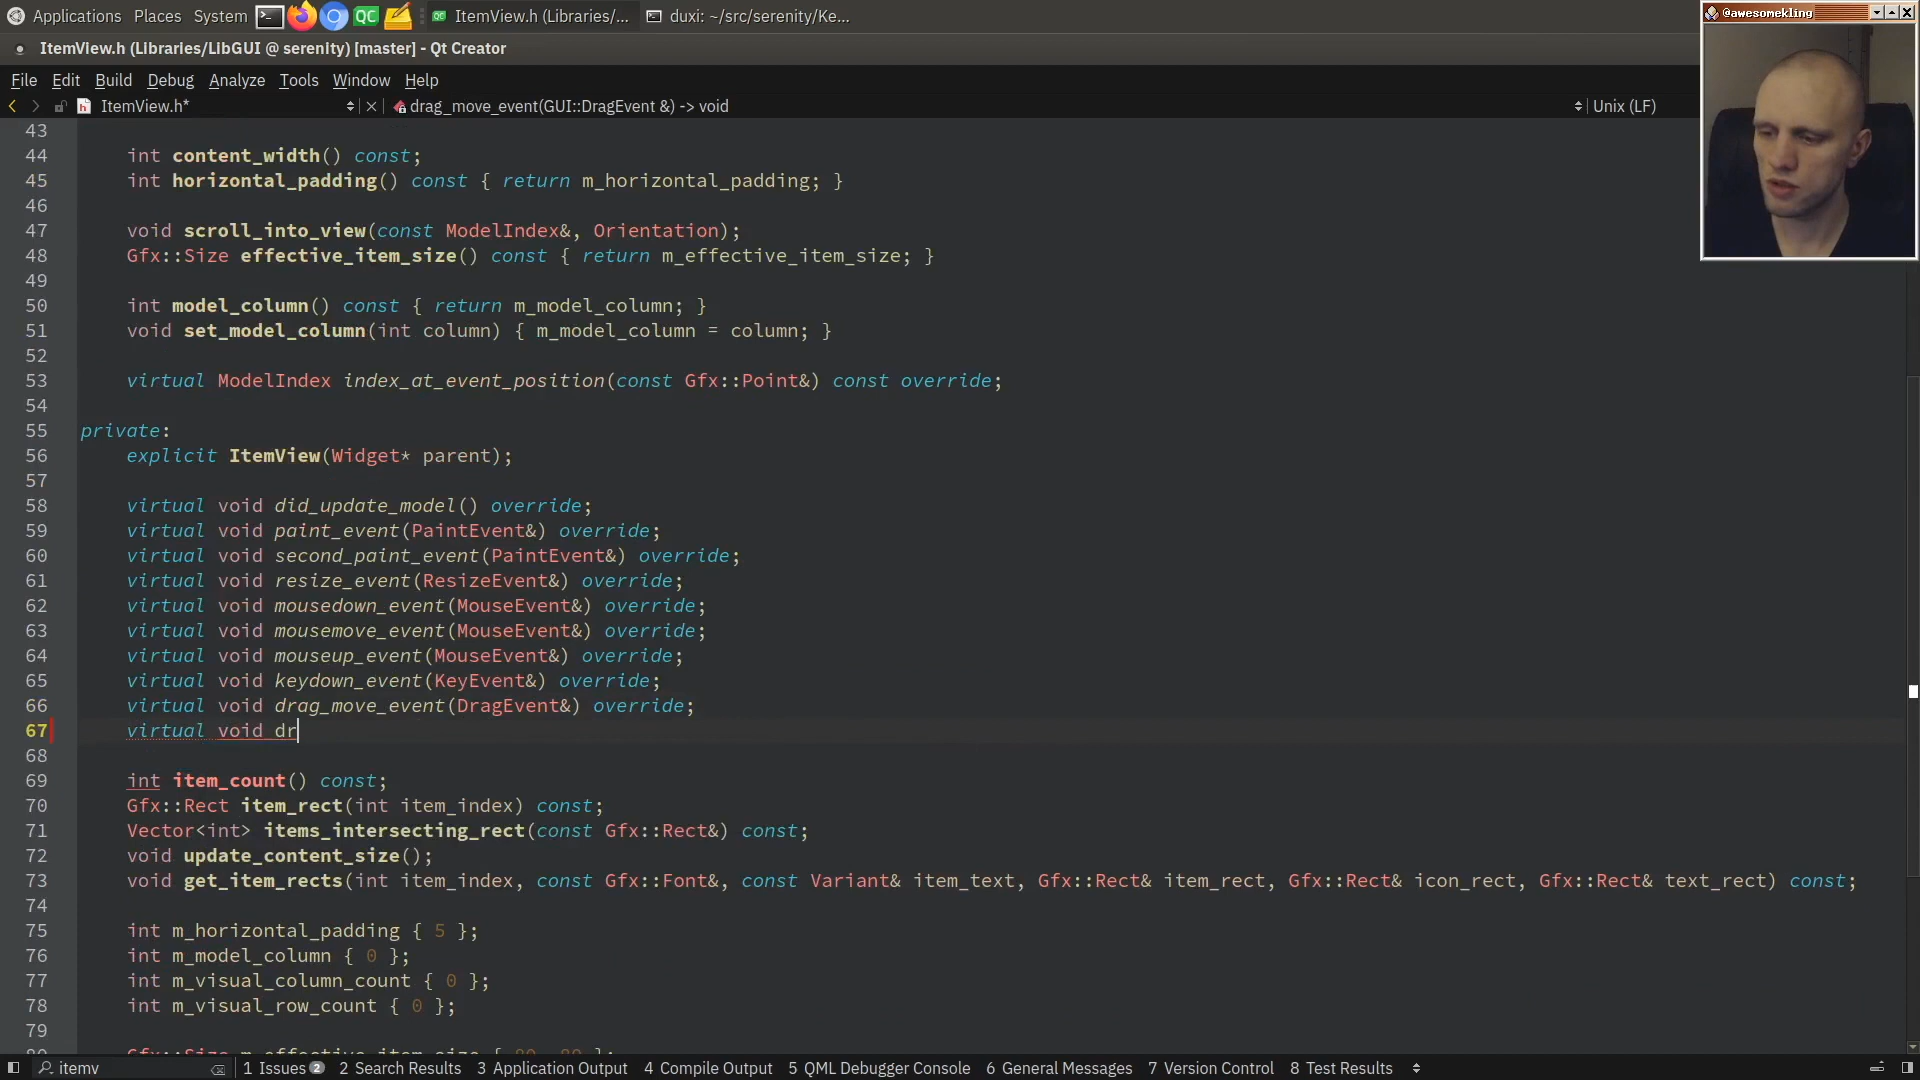 Applications Places System ItemView.h (Libraries/... duxi: ~/src/serenity/Ke...
@awesomekling
ItemView.h (Libraries/LibGUI @ serenity) [master] - Qt Creator
File Edit Build Debug Analyze Tools Window Help
ItemView.h* drag_move_event(GUI::DragEvent &) -> void Unix (LF)
43
44 int content_width() const;
45 int horizontal_padding() const { return m_horizontal_padding; }
46
47 void scroll_into_view(const ModelIndex&, Orientation);
48 Gfx::Size effective_item_size() const { return m_effective_item_size; }
49
50 int model_column() const { return m_model_column; }
51 void set_model_column(int column) { m_model_column = column; }
52
53 virtual ModelIndex index_at_event_position(const Gfx::Point&) const override;
54
55 private:
56 explicit ItemView(Widget* parent);
57
58 virtual void did_update_model() override;
59 virtual void paint_event(PaintEvent&) override;
60 virtual void second_paint_event(PaintEvent&) override;
61 virtual void resize_event(ResizeEvent&) override;
62 virtual void mousedown_event(MouseEvent&) override;
63 virtual void mousemove_event(MouseEvent&) override;
64 virtual void mouseup_event(MouseEvent&) override;
65 virtual void keydown_event(KeyEvent&) override;
66 virtual void drag_move_event(DragEvent&) override;
67 virtual void dr
68
69 int item_count() const;
70 Gfx::Rect item_rect(int item_index) const;
71 Vector<int> items_intersecting_rect(const Gfx::Rect&) const;
72 void update_content_size();
73 void get_item_rects(int item_index, const Gfx::Font&, const Variant& item_text, Gfx::Rect& item_rect, Gfx::Rect& icon_rect, Gfx::Rect& text_rect) const;
74
75 int m_horizontal_padding { 5 };
76 int m_model_column { 0 };
77 int m_visual_column_count { 0 };
78 int m_visual_row_count { 0 };
79
80 Gfx::Size m_effective_item_size { 80, 80 };
itemv 1 Issues 2 2 Search Results 3 Application Output 4 Compile Output 5 QML Debugger Console 6 General Messages 7 Version Control 8 Test Results